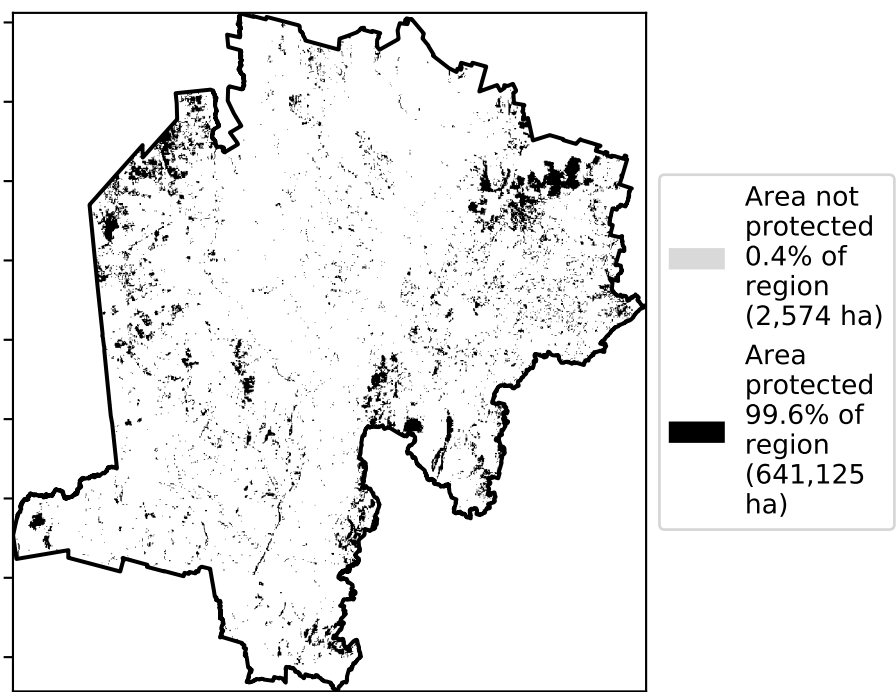 Area not
protected
0.4% of
region
(2,574 ha)
Area
protected
99.6% of
region
(641,125
ha)